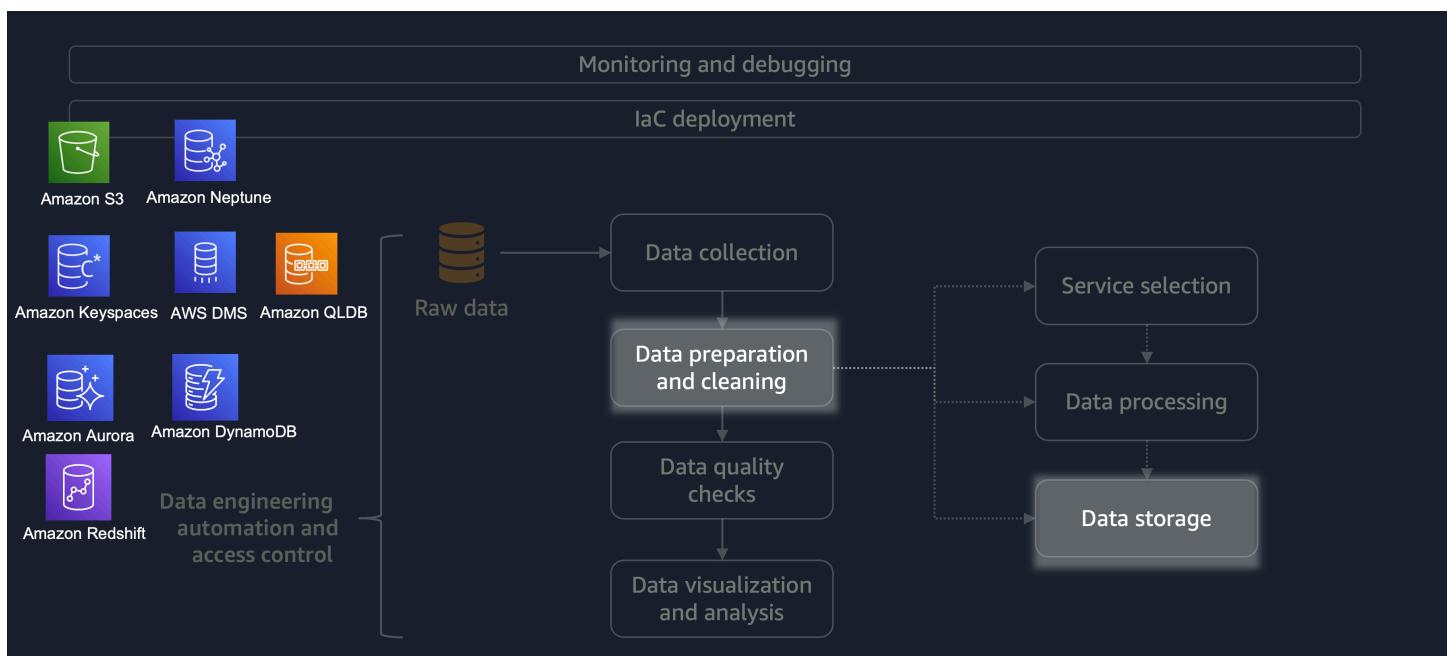 Monitoring and debugging
IaC deployment
Amazon S3
Amazon Neptune
Amazon Keyspaces
AWS DMS
Amazon QLDB
Amazon Aurora
Amazon DynamoDB
Amazon Redshift
Data engineering
automation and
access control
Raw data
Data collection
Data preparation
and cleaning
Data quality
checks
Data visualization
and analysis
Service selection
Data processing
Data storage